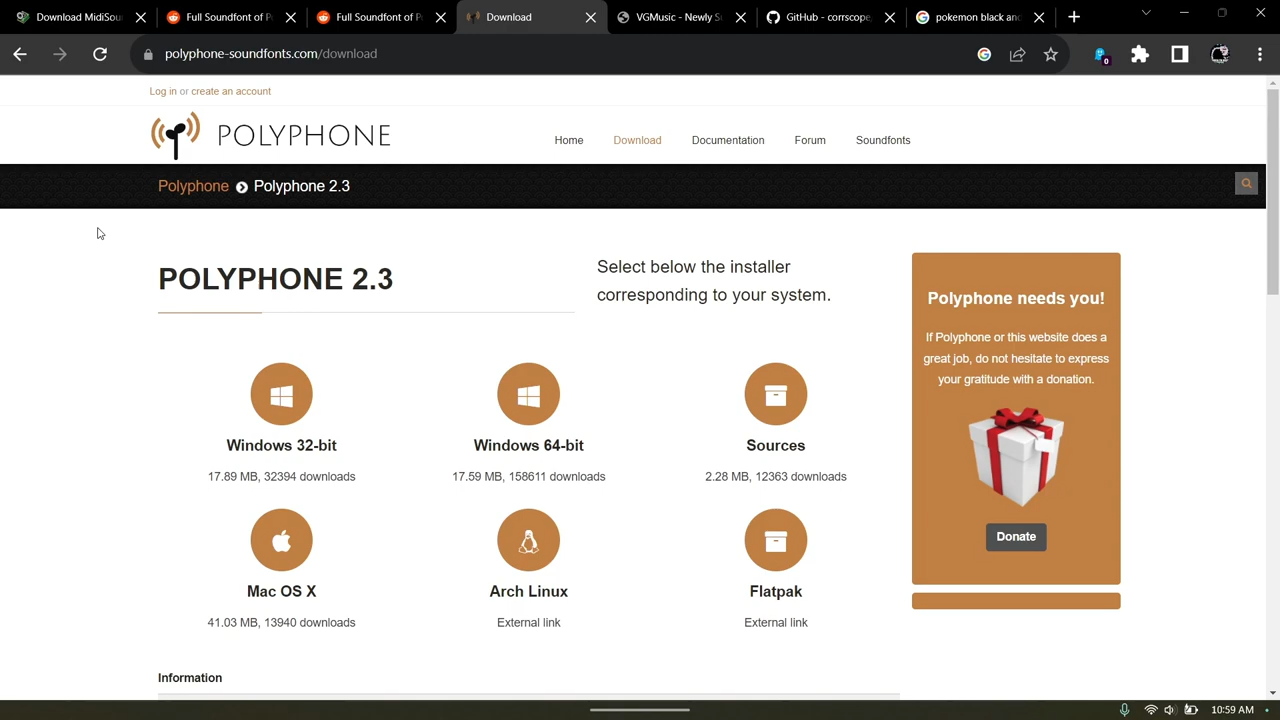 Download MidiSou
Full Soundfont of P
Full Soundfont of P
Download
VGMusic - Newly S
GitHub - corrscope,
pokemon black anc
polyphone-soundfonts.com/download
0
Log in or create an account
POLYPHONE
Home
Download
Documentation
Forum
Soundfonts
Polyphone
Polyphone 2.3
POLYPHONE 2.3
Select below the installer
corresponding to your system.
Windows 32-bit
17.89 MB, 32394 downloads
Windows 64-bit
17.59 MB, 158611 downloads
Sources
2.28 MB, 12363 downloads
Mac OS X
41.03 MB, 13940 downloads
Arch Linux
External link
Flatpak
External link
Polyphone needs you!
If Polyphone or this website does a
great job, do not hesitate to express
your gratitude with a donation.
Donate
Information
10:59 AM